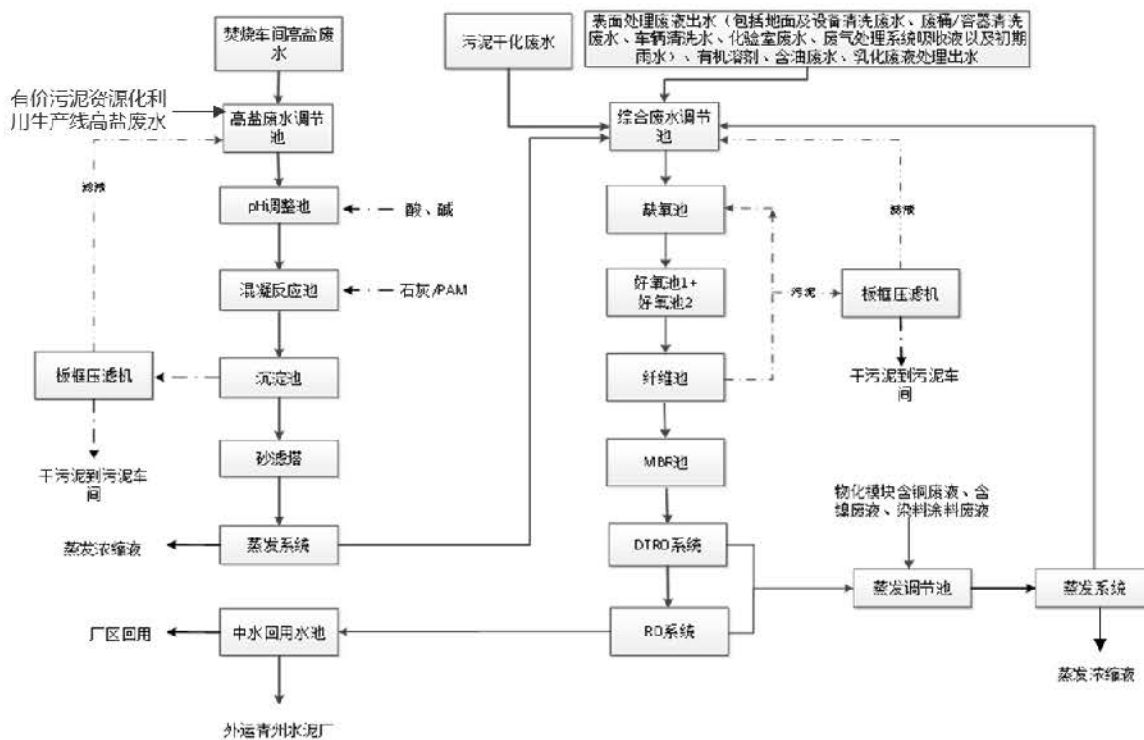 焚烧车间高盐废
水
污泥干化废水
表面处理废液出水（包括地面及设备清洗废水、废桶/容器清洗
废水、车辆清洗水、化验室废水、废气处理系统吸收液以及初期
雨水）、有机溶剂、含油废水、乳化废液处理出水
有价污泥资源化利
用生产线高盐废水
高盐废水调节
池
综合废水调节
池
滤液
pH调整池
酸、碱
缺氧池
滤液
混凝反应池
石灰/PAM
好氧池1+
好氧池2
污泥
板框压滤机
板框压滤机
沉淀池
纤维池
干污泥到污泥车
间
砂滤塔
干污泥到污泥车
间
MBR池
物化模块含铜废液、含
镍废液、染料涂料废液
蒸发浓缩液
蒸发系统
DTRO系统
蒸发调节池
蒸发系统
厂区回用
中水回用水池
RO系统
蒸发浓缩液
外运青州水泥厂